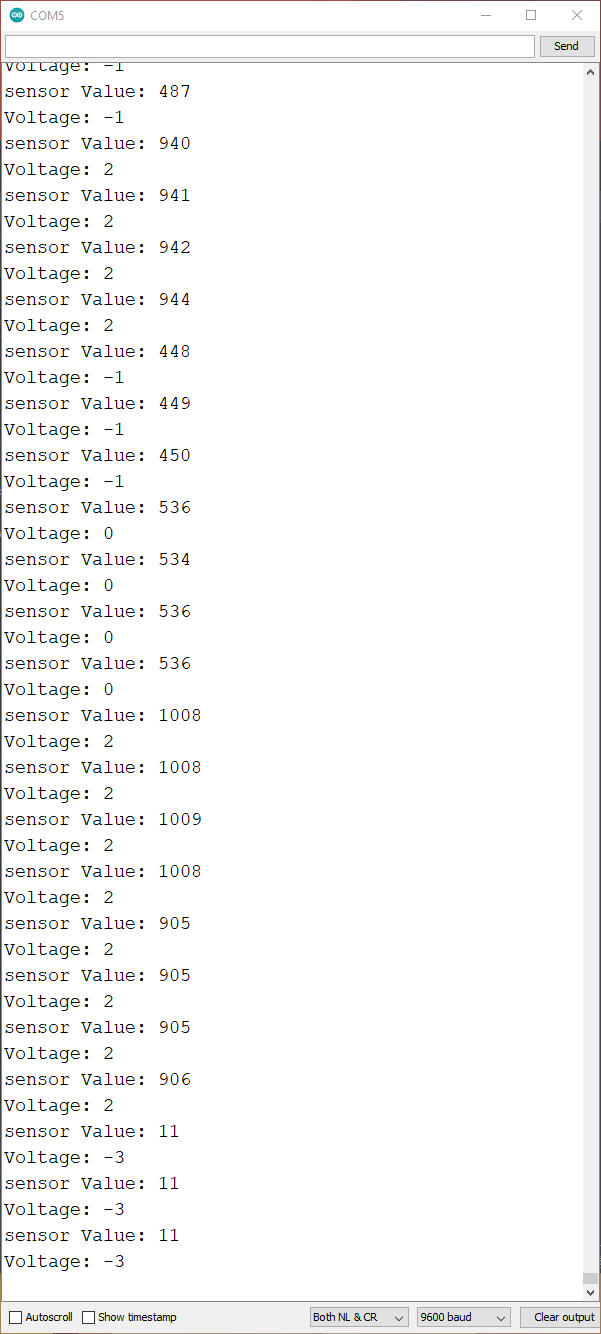 COM5
Send
Voltage: -1
sensor Value: 487
Voltage: -1
sensor Value: 940
Voltage: 2
sensor Value: 941
Voltage: 2
sensor Value: 942
Voltage: 2
sensor Value: 944
Voltage: 2
sensor Value: 448
Voltage: -1
sensor Value: 449
Voltage: -1
sensor Value: 450
Voltage: -1
sensor Value: 536
Voltage: 0
sensor Value: 534
Voltage: 0
sensor Value: 536
Voltage: 0
sensor Value: 536
Voltage: 0
sensor Value: 1008
Voltage: 2
sensor Value: 1008
Voltage: 2
sensor Value: 1009
Voltage: 2
sensor Value: 1008
Voltage: 2
sensor Value: 905
Voltage: 2
sensor Value: 905
Voltage: 2
sensor Value: 905
Voltage: 2
sensor Value: 906
Voltage: 2
sensor Value: 11
Voltage: -3
sensor Value: 11
Voltage: -3
sensor Value: 11
Voltage: -3
Autoscroll Show timestamp Both NL & CR 9600 baud Clear output